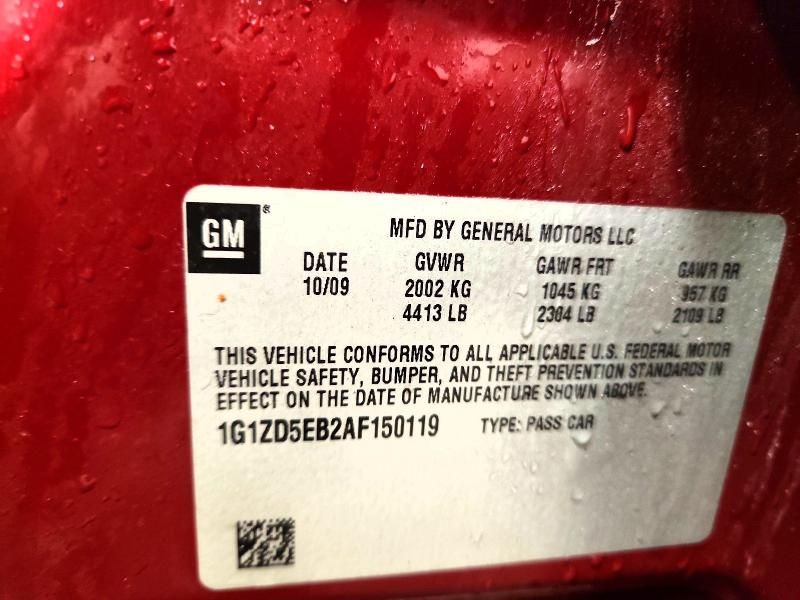 GM®
MFD BY GENERAL MOTORS LLC
DATE GVWR GAWR FRT GAWR RR
10/09 2002 KG 1045 KG 957 KG
4413 LB 2304 LB 2109 LB
THIS VEHICLE CONFORMS TO ALL APPLICABLE U.S. FEDERAL MOTOR
VEHICLE SAFETY, BUMPER, AND THEFT PREVENTION STANDARDS IN
EFFECT ON THE DATE OF MANUFACTURE SHOWN ABOVE.
1G1ZD5EB2AF150119 TYPE: PASS CAR